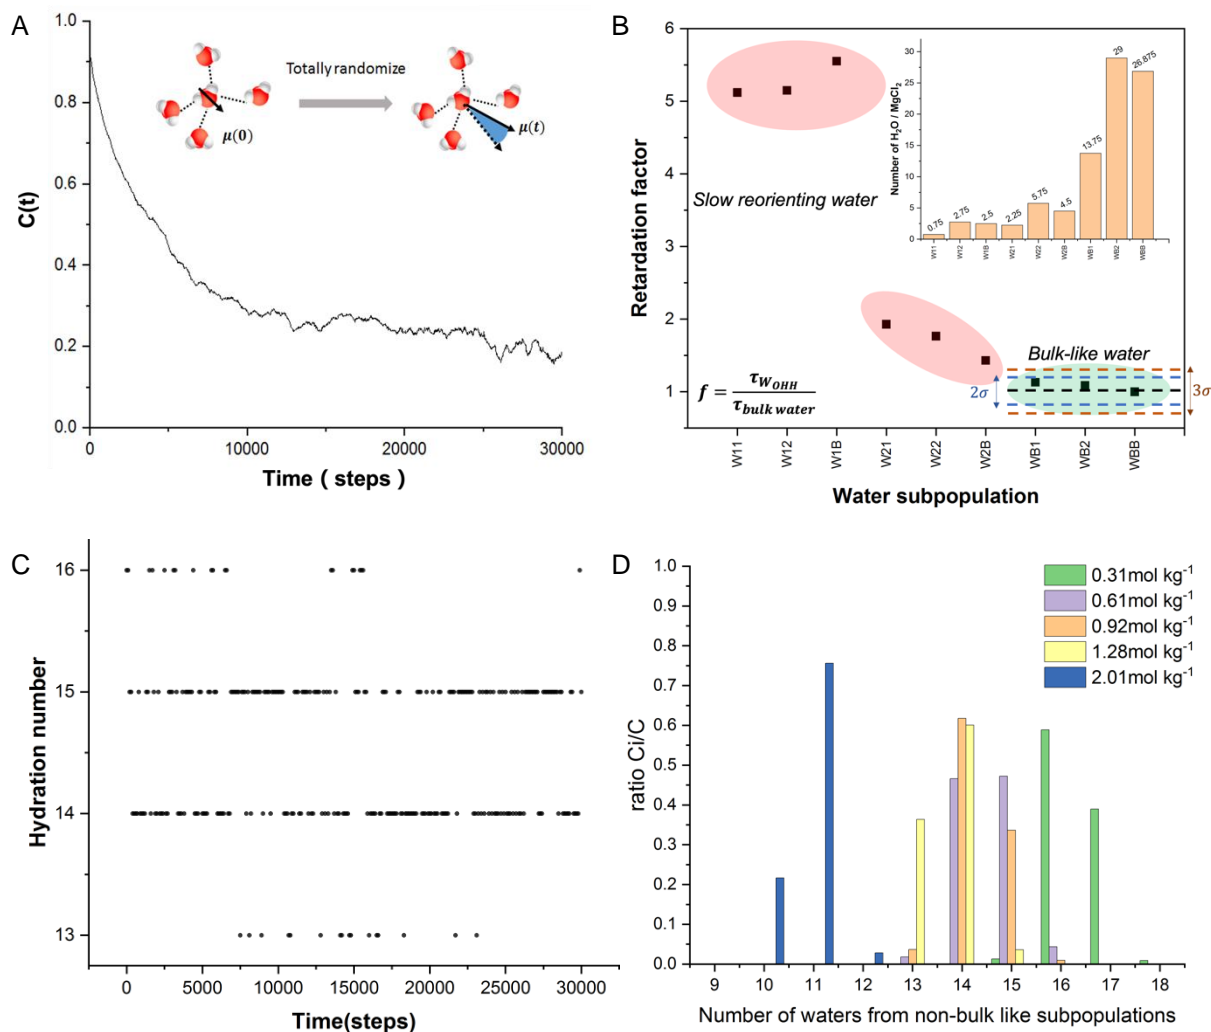 A
1.0
0.8
0.6
0.4
0.2
0.0
C(t)
0
10000
20000
30000
Time ( steps )
Totally randomize
μ(0)
μ(t)
B
6
5
4
3
2
1
Retardation factor
Slow reorienting water
Bulk-like water
f = τ_W_OHH / τ_bulk water
2σ
3σ
W11
W12
W1B
W21
W22
W2B
WB1
WB2
WBB
Water subpopulation
Number of H₂O / MgCl₂
30
25
20
15
10
5
0
0.75
2.75
2.5
2.25
5.75
4.5
13.75
29
26.875
W11
W12
W1B
W21
W22
W2B
WB1
WB2
WBB
C
16
15
14
13
Hydration number
0
5000
10000
15000
20000
25000
30000
Time(steps)
D
1.0
0.9
0.8
0.7
0.6
0.5
0.4
0.3
0.2
0.1
0.0
ratio Ci/C
0.31mol kg⁻¹
0.61mol kg⁻¹
0.92mol kg⁻¹
1.28mol kg⁻¹
2.01mol kg⁻¹
9
10
11
12
13
14
15
16
17
18
Number of waters from non-bulk like subpopulations